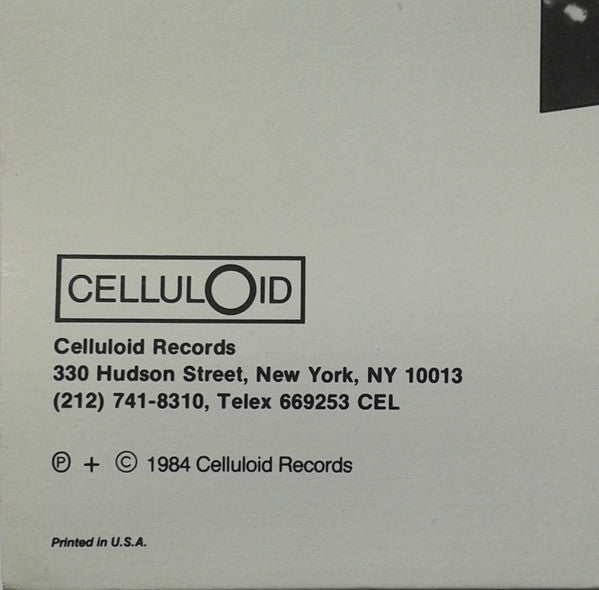 CELLULOID
Celluloid Records
330 Hudson Street, New York, NY 10013
(212) 741-8310, Telex 669253 CEL
℗ + © 1984 Celluloid Records
Printed in U.S.A.